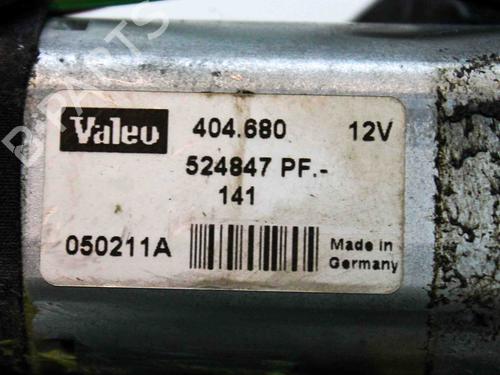 Valeo 404.680 12V
524847 PF.-
141
050211A Made in
Germany